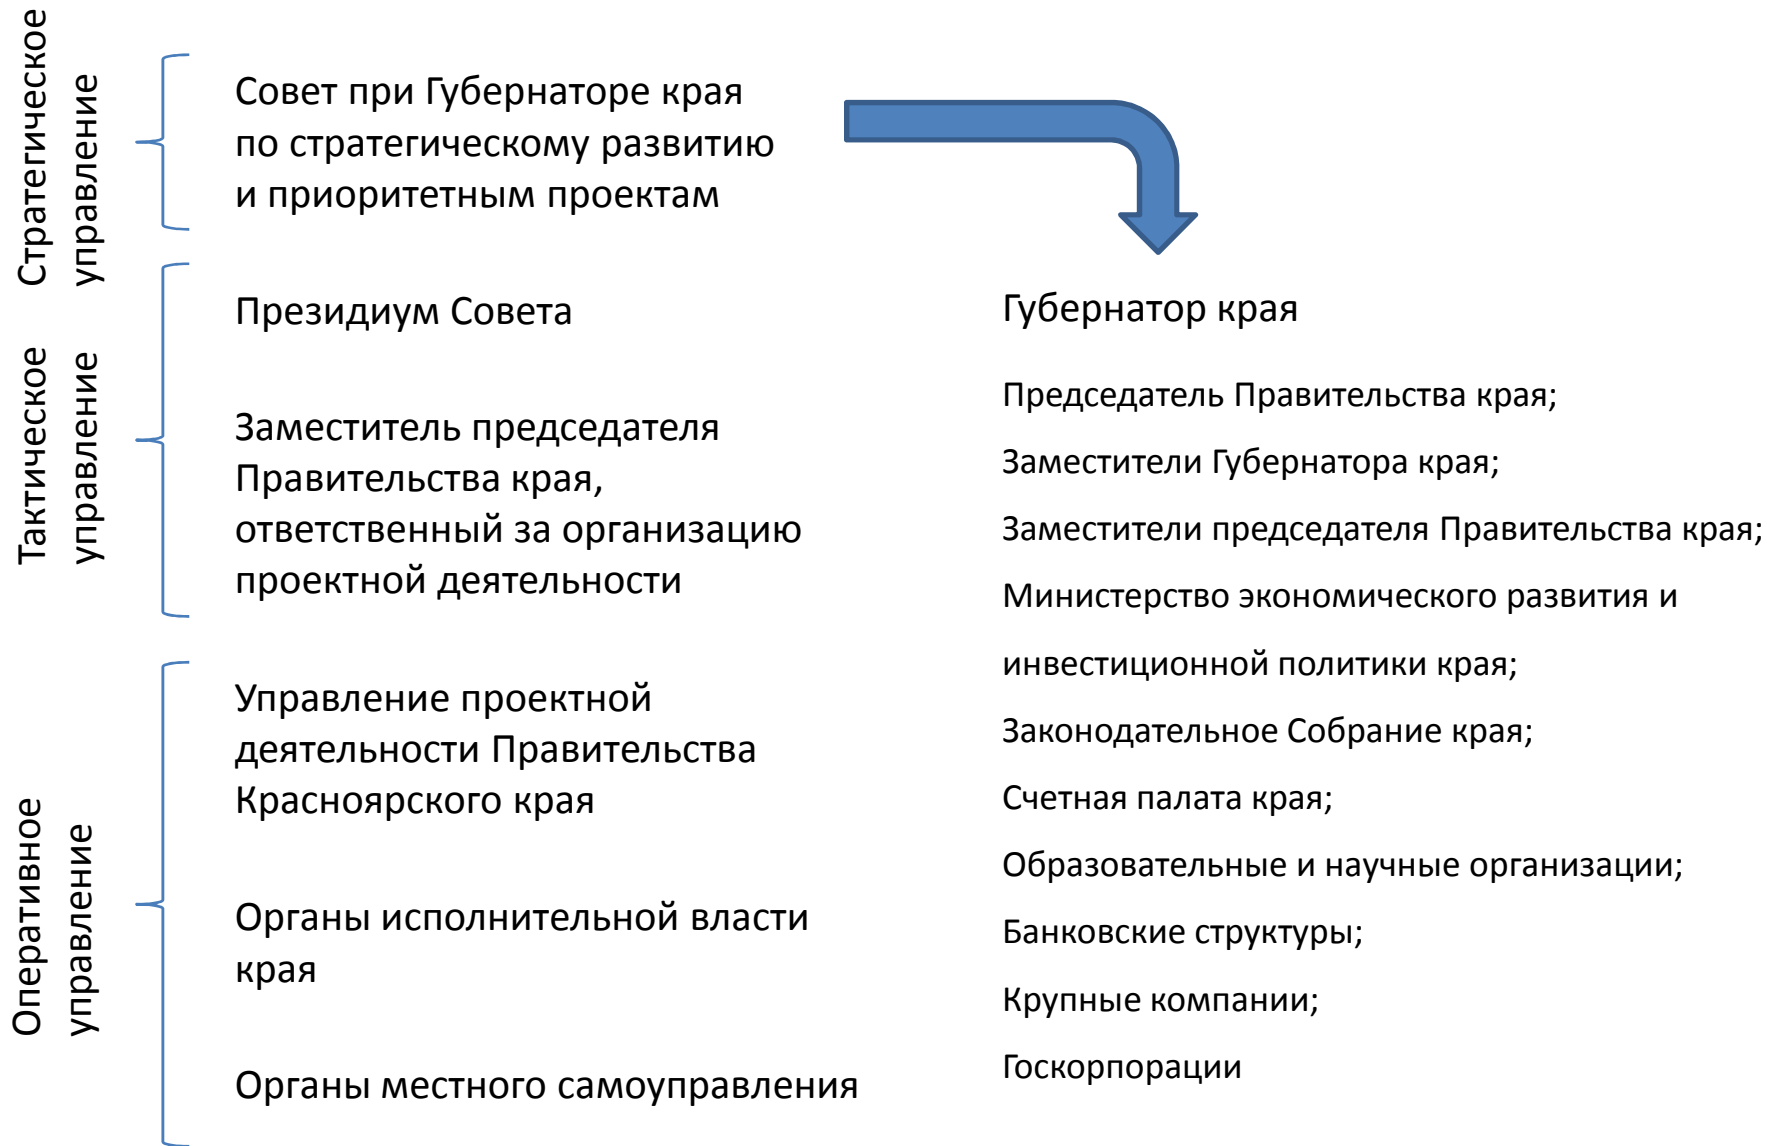 Стратегическое
управление
Совет при Губернаторе края
по стратегическому развитию
и приоритетным проектам
Тактическое
управление
Президиум Совета
Заместитель председателя
Правительства края,
ответственный за организацию
проектной деятельности
Оперативное
управление
Управление проектной
деятельности Правительства
Красноярского края
Органы исполнительной власти
края
Органы местного самоуправления
Губернатор края
Председатель Правительства края;
Заместители Губернатора края;
Заместители председателя Правительства края;
Министерство экономического развития и
инвестиционной политики края;
Законодательное Собрание края;
Счетная палата края;
Образовательные и научные организации;
Банковские структуры;
Крупные компании;
Госкорпорации